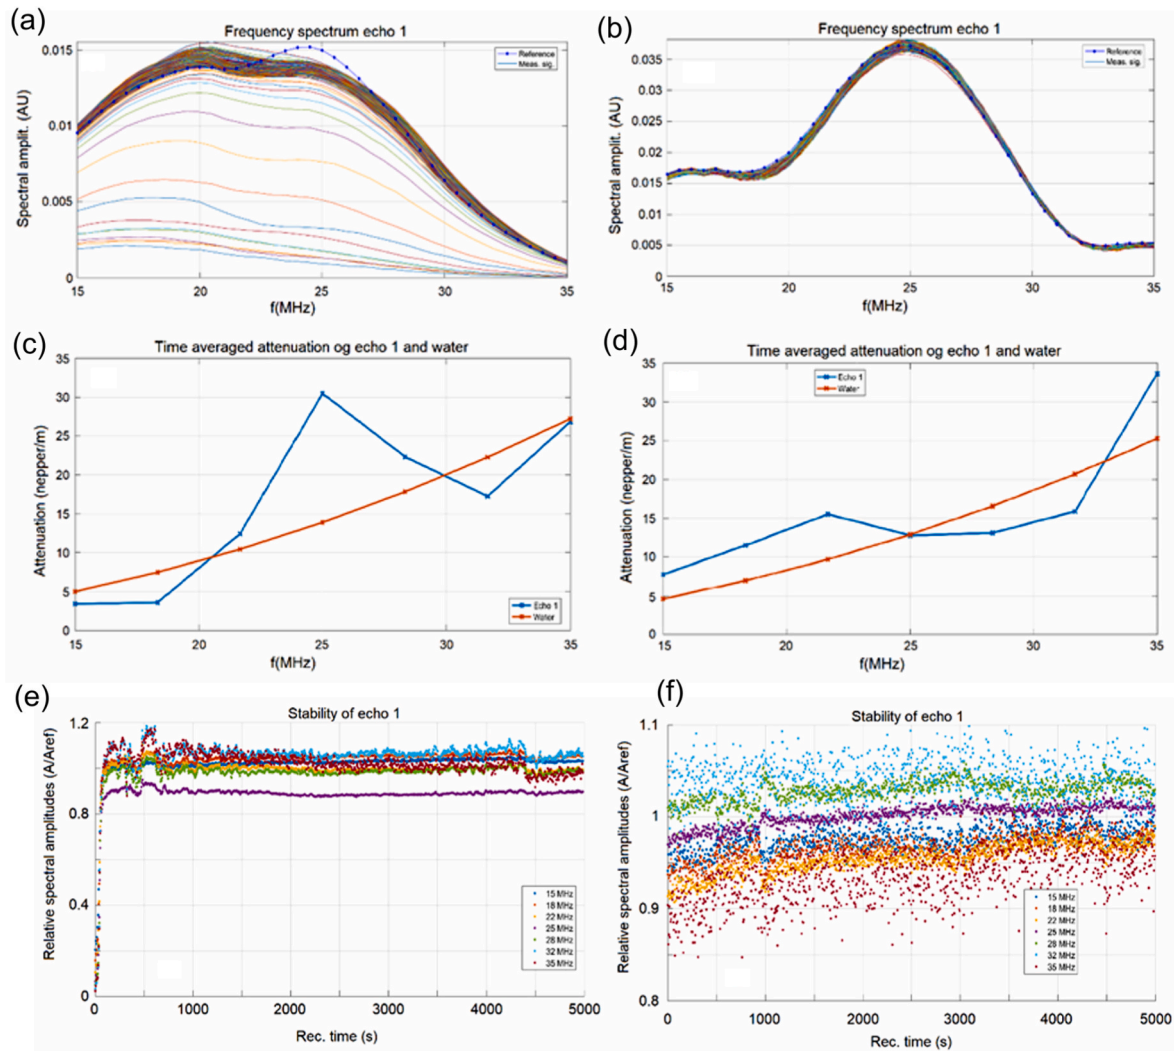 (a)
Frequency spectrum echo 1
Spectral amplit. (AU)
0.015
0.01
0.005
0
Reference
Meas. sig.
15 20 25 30 35
f(MHz)
(b)
Frequency spectrum echo 1
Spectral amplit. (AU)
0.035
0.03
0.025
0.02
0.015
0.01
0.005
0
Reference
Meas. sig.
15 20 25 30 35
f(MHz)
(c)
Time averaged attenuation og echo 1 and water
Attenuation (nepper/m)
35
30
25
20
15
10
5
0
Echo 1
Water
15 20 25 30 35
f(MHz)
(d)
Time averaged attenuation og echo 1 and water
Attenuation (nepper/m)
35
30
25
20
15
10
5
0
Echo 1
Water
15 20 25 30 35
f(MHz)
(e)
Stability of echo 1
Relative spectral amplitudes (A/Aref)
1.2
0.8
0.4
0
15 MHz
18 MHz
22 MHz
25 MHz
28 MHz
32 MHz
35 MHz
0 1000 2000 3000 4000 5000
Rec. time (s)
(f)
Stability of echo 1
Relative spectral amplitudes (A/Aref)
1.1
1
0.9
0.8
15 MHz
18 MHz
22 MHz
25 MHz
28 MHz
32 MHz
35 MHz
0 1000 2000 3000 4000 5000
Rec. time (s)